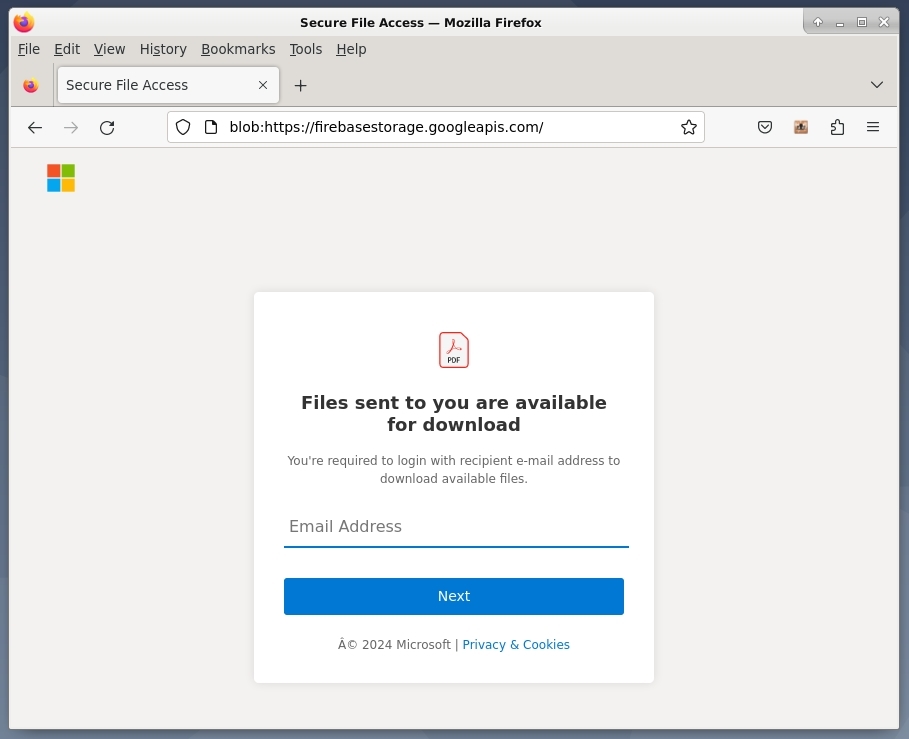 Secure File Access — Mozilla Firefox
File Edit View History Bookmarks Tools Help
Secure File Access
blob:https://firebasestorage.googleapis.com/
PDF
Files sent to you are available
for download
You're required to login with recipient e-mail address to
download available files.
Email Address
Next
Â© 2024 Microsoft | Privacy & Cookies